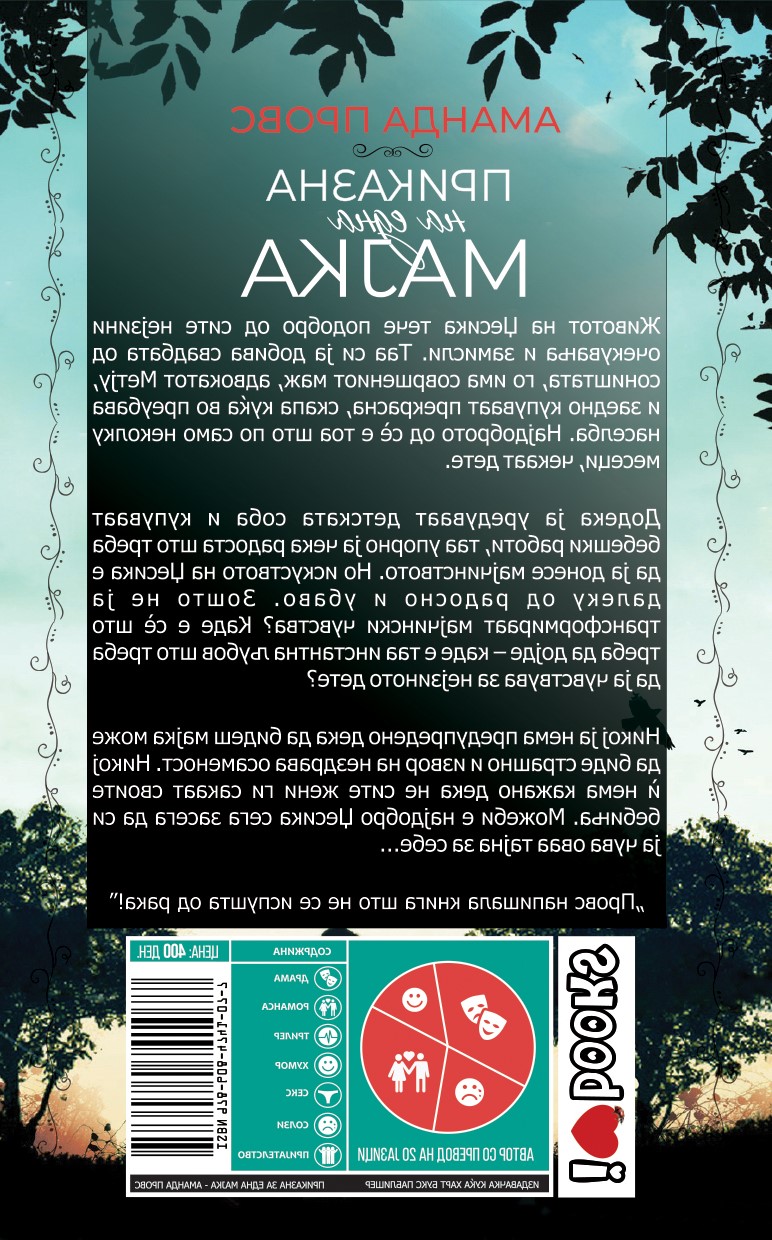 АМАНДА ПРОВС
ПРИКАЗНА
на една
МАЈКА
Животот на Џесика тече подобро од сите нејзини
очекувања и замисли. Таа си ја добива свадбата од
соништата, го има совршениот маж, адвокатот Метју,
и заедно купуваат прекрасна, скапа куќа во преубава
населба. Најдоброто од сѐ е тоа што по само неколку
месеци, чекаат дете.
Додека ја уредуваат детската соба и купуваат
бебешки работи, таа упорно ја чека радоста што треба
да ја донесе мајчинството. Но искуството на Џесика е
далеку од радосно и убаво. Зошто не ја
трансформираат мајчински чувства? Каде е сѐ што
треба да дојде – каде е таа инстантна љубов што треба
да ја чувствува за нејзиното дете?
Никој ја нема предупредено дека да бидеш мајка може
да биде страшно и извор на нездрава осаменост. Никој
ѝ нема кажано дека не сите жени ги сакаат своите
бебиња. Можеби е најдобро Џесика сега засега да си
ја чува оваа тајна за себе...
„Провс напишала книга што не се испушта од рака!”
I POOKS!
АВТОР СО ПРЕВОД НА 20 ЈАЗИЦИ
СОДРЖИНА
ДРАМА
РОМАНСА
ТРИЛЕР
ХУМОР
СЕКС
СОЛЗИ
ПРИЈАТЕЛСТВО
ЦЕНА: 400 ДЕН.
ИЗДАВАЧКА КУЌА ХАРТ БУКС ПАБЛИШЕР
ПРИКАЗНА ЗА ЕДНА МАЈКА - АМАНДА ПРОВС